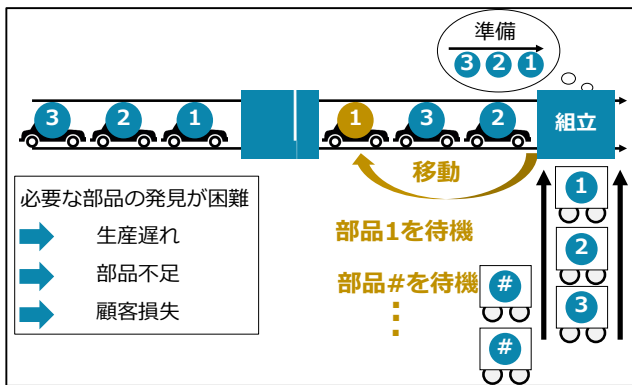 準備
3 2 1
3 2 1 1 3 2 組立
移動
必要な部品の発見が困難
生産遅れ
部品不足
顧客損失
部品1を待機
部品#を待機
1
2
3
#
#